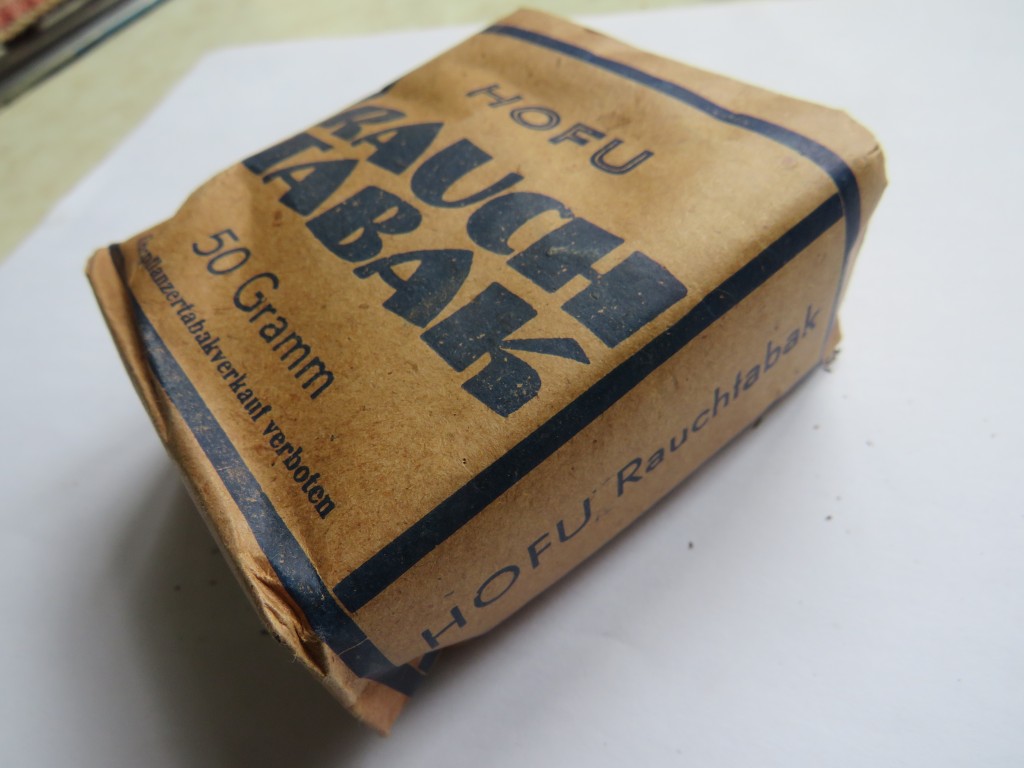 HOFU
RAUCH
TABAK
50 Gramm
verboten
HOFU Rauchtabak